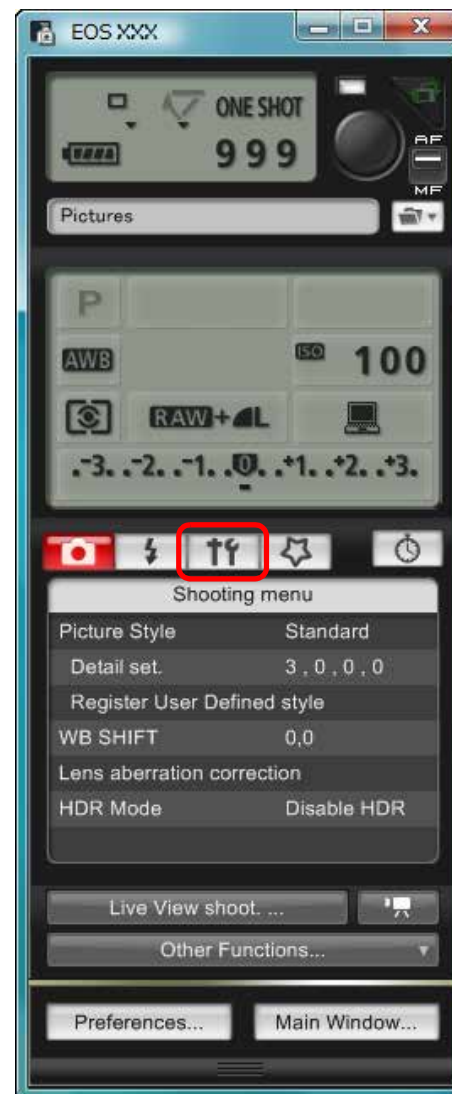 EOS XXX
ONE SHOT
999
AF
MF
Pictures
P
AWB
ISO 100
RAW+L
.-3. .-2. .-1. .0. .+1. .+2. .+3.
Shooting menu
Picture Style Standard
Detail set. 3 , 0 , 0 , 0
Register User Defined style
WB SHIFT 0,0
Lens aberration correction
HDR Mode Disable HDR
Live View shoot. ...
Other Functions...
Preferences... Main Window...